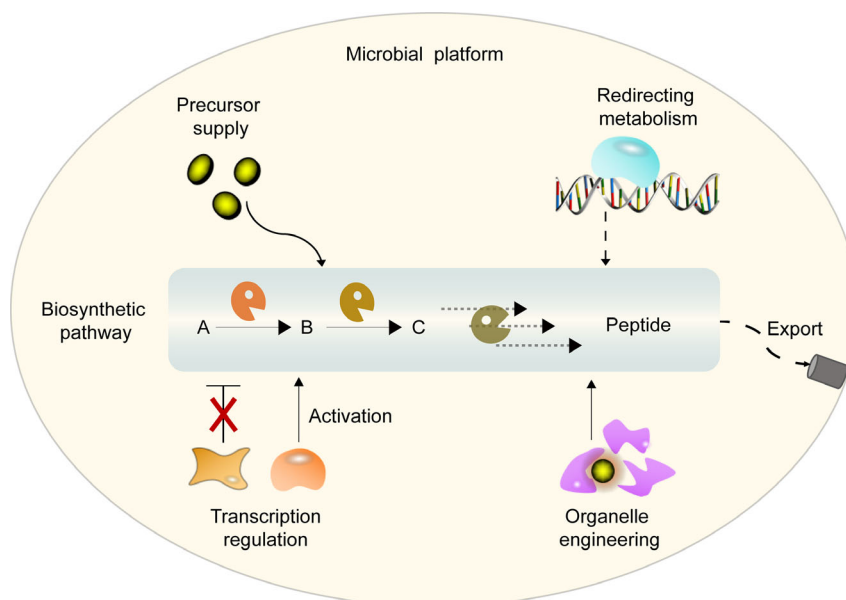 Microbial platform
Precursor
supply
Redirecting
metabolism
Biosynthetic
pathway
A
B
C
Peptide
Export
Activation
Transcription
regulation
Organelle
engineering